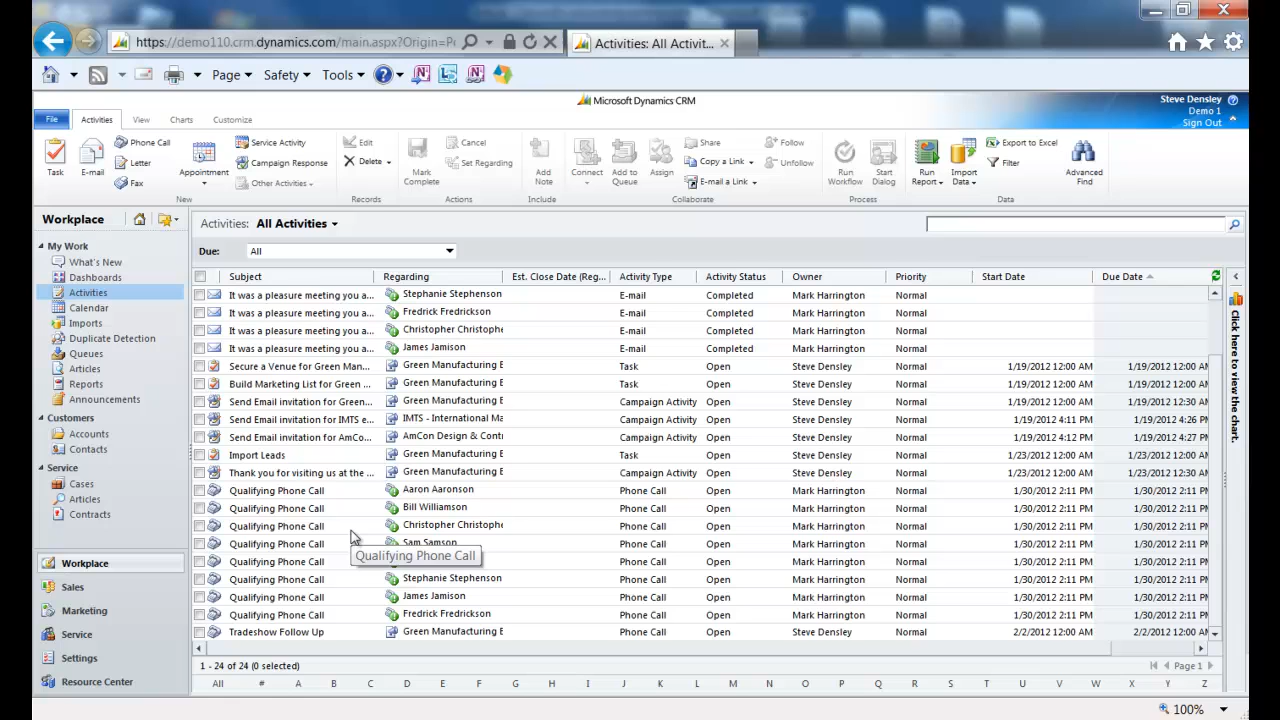 https://demo110.crm.dynamics.com/main.aspx?Origin=Po
Activities: All Activit...
Page
Safety
Tools
Microsoft Dynamics CRM
Steve Densley
Demo 1
Sign Out
File
Activities
View
Charts
Customize
Task
E-mail
Phone Call
Letter
Fax
Appointment
Service Activity
Campaign Response
Other Activities
New
Edit
Delete
Records
Mark Complete
Cancel
Set Regarding
Actions
Add Note
Include
Connect
Add to Queue
Assign
Share
Copy a Link
E-mail a Link
Follow
Unfollow
Collaborate
Run Workflow
Start Dialog
Process
Run Report
Import Data
Export to Excel
Filter
Advanced Find
Data
Workplace
My Work
What's New
Dashboards
Activities
Calendar
Imports
Duplicate Detection
Queues
Articles
Reports
Announcements
Customers
Accounts
Contacts
Service
Cases
Articles
Contracts
Workplace
Sales
Marketing
Service
Settings
Resource Center
Activities: All Activities
Due: All
Subject Regarding Est. Close Date (Reg... Activity Type Activity Status Owner Priority Start Date Due Date
It was a pleasure meeting you a... Stephanie Stephenson E-mail Completed Mark Harrington Normal
It was a pleasure meeting you a... Fredrick Fredrickson E-mail Completed Mark Harrington Normal
It was a pleasure meeting you a... Christopher Christophe E-mail Completed Mark Harrington Normal
It was a pleasure meeting you a... James Jamison E-mail Completed Mark Harrington Normal
Secure a Venue for Green Man... Green Manufacturing E Task Open Steve Densley Normal 1/19/2012 12:00 AM 1/19/2012 12:00 AM
Build Marketing List for Green ... Green Manufacturing E Task Open Steve Densley Normal 1/19/2012 12:00 AM 1/19/2012 12:00 AM
Send Email invitation for Green... Green Manufacturing E Campaign Activity Open Steve Densley Normal 1/19/2012 12:00 AM 1/19/2012 12:30 AM
Send Email invitation for IMTS e... IMTS - International Ma Campaign Activity Open Steve Densley Normal 1/19/2012 4:11 PM 1/19/2012 4:26 PM
Send Email invitation for AmCo... AmCon Design & Contr Campaign Activity Open Steve Densley Normal 1/19/2012 4:12 PM 1/19/2012 4:27 PM
Import Leads Green Manufacturing E Task Open Steve Densley Normal 1/23/2012 12:00 AM 1/23/2012 12:00 AM
Thank you for visiting us at the ... Green Manufacturing E Campaign Activity Open Steve Densley Normal 1/23/2012 12:00 AM 1/23/2012 12:30 AM
Qualifying Phone Call Aaron Aaronson Phone Call Open Mark Harrington Normal 1/30/2012 2:11 PM 1/30/2012 2:11 PM
Qualifying Phone Call Bill Williamson Phone Call Open Mark Harrington Normal 1/30/2012 2:11 PM 1/30/2012 2:11 PM
Qualifying Phone Call Christopher Christophe Phone Call Open Mark Harrington Normal 1/30/2012 2:11 PM 1/30/2012 2:11 PM
Qualifying Phone Call Sam Samson Phone Call Open Mark Harrington Normal 1/30/2012 2:11 PM 1/30/2012 2:11 PM
Qualifying Phone Call Phone Call Open Mark Harrington Normal 1/30/2012 2:11 PM 1/30/2012 2:11 PM
Qualifying Phone Call
Qualifying Phone Call Stephanie Stephenson Phone Call Open Mark Harrington Normal 1/30/2012 2:11 PM 1/30/2012 2:11 PM
Qualifying Phone Call James Jamison Phone Call Open Mark Harrington Normal 1/30/2012 2:11 PM 1/30/2012 2:11 PM
Qualifying Phone Call Fredrick Fredrickson Phone Call Open Mark Harrington Normal 1/30/2012 2:11 PM 1/30/2012 2:11 PM
Tradeshow Follow Up Green Manufacturing E Phone Call Open Steve Densley Normal 2/2/2012 12:00 AM 2/2/2012 12:00 AM
Click here to view the chart.
1 - 24 of 24 (0 selected)
Page 1
All # A B C D E F G H I J K L M N O P Q R S T U V W X Y Z
100%